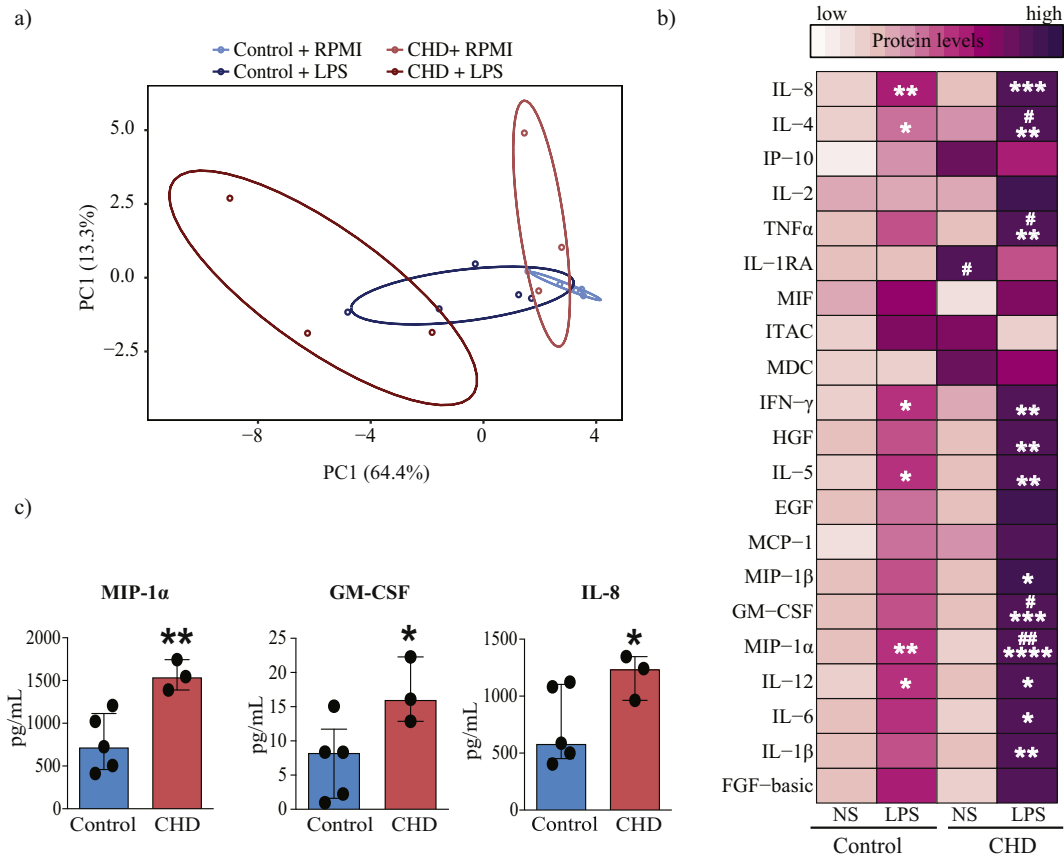 a)
Control + RPMI
CHD+ RPMI
Control + LPS
CHD + LPS
PC1 (13.3%)
5.0
2.5
0.0
−2.5
−8
−4
0
4
PC1 (64.4%)
b)
low
high
Protein levels
IL−8
** ***
IL−4
* # **
IP−10
IL−2
TNFα
# **
IL−1RA
#
MIF
ITAC
MDC
IFN−γ
* **
HGF
**
IL−5
* **
EGF
MCP−1
MIP−1β
*
GM−CSF
# ***
MIP−1α
** ## ****
IL−12
* *
IL−6
*
IL−1β
**
FGF−basic
NS LPS NS LPS
Control CHD
c)
MIP-1α
**
pg/mL
2000
1500
1000
500
0
Control CHD
GM-CSF
*
pg/mL
25
20
15
10
5
0
Control CHD
IL-8
*
pg/mL
1500
1000
500
0
Control CHD